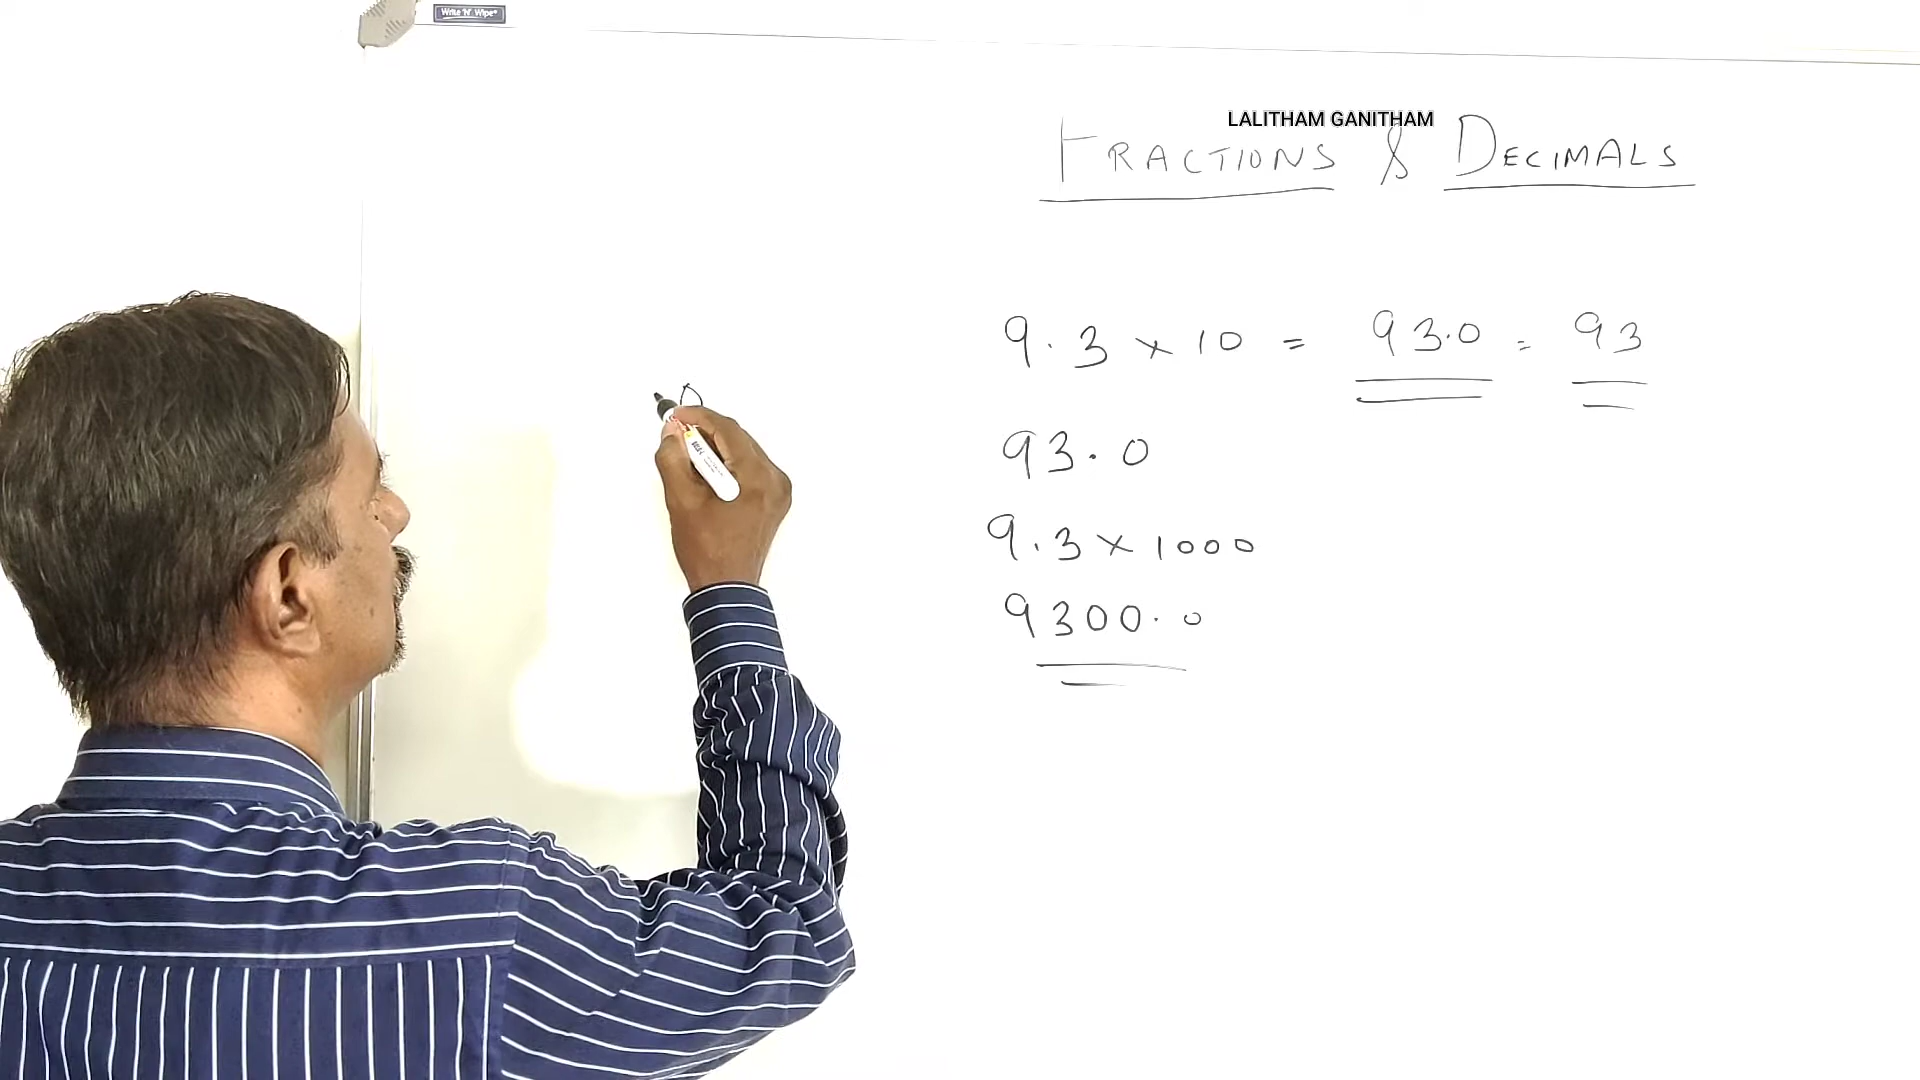 Write 'N' Wipe
LALITHAM GANITHAM
FRACTIONS & DECIMALS
9.3 × 10 = 93.0 = 93
93.0
9.3 × 1000
9300.0